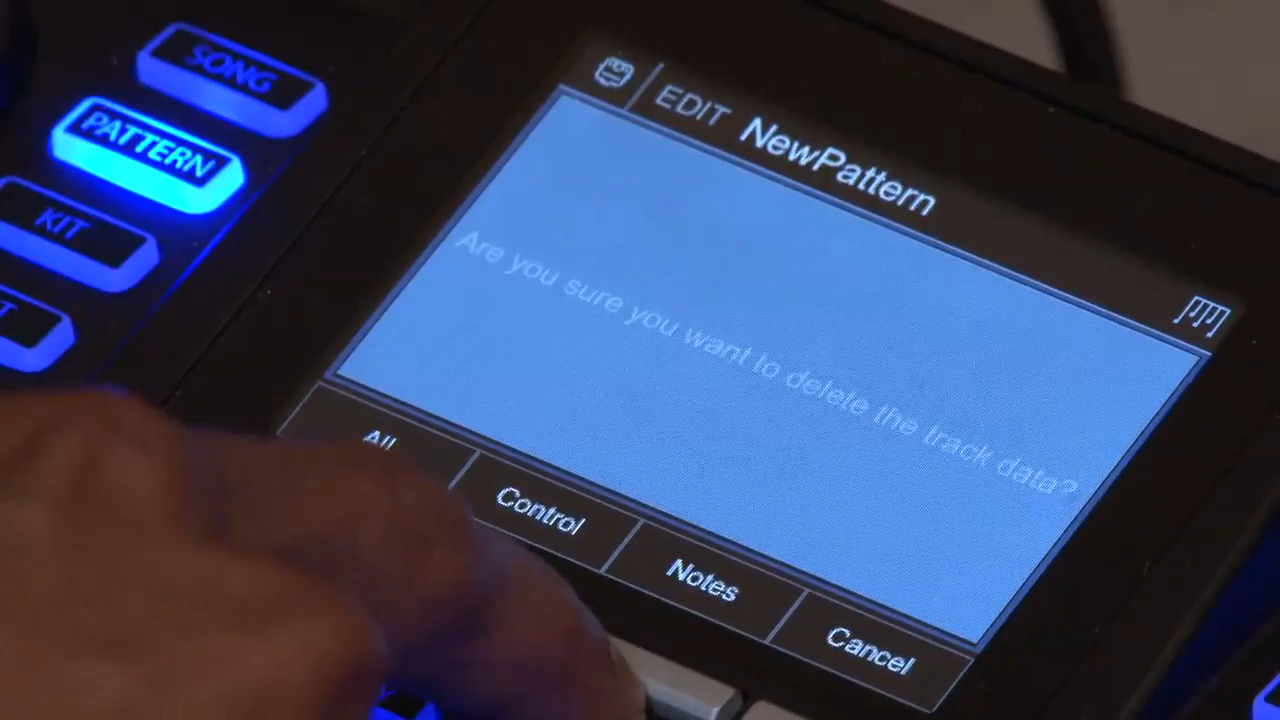 SONG
PATTERN
KIT
T
EDIT NewPattern
Are you sure you want to delete the track data?
All
Control
Notes
Cancel